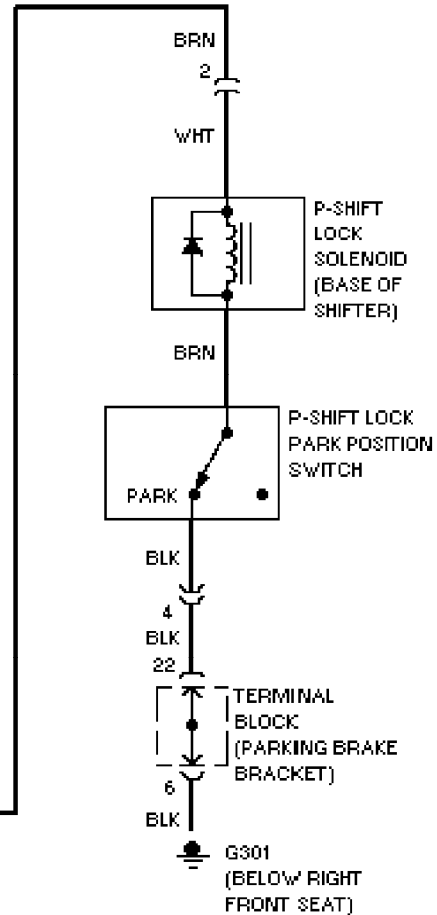 BRN
2
WHT
P-SHIFT
LOCK
SOLENOID
(BASE OF
SHIFTER)
BRN
P-SHIFT LOCK
PARK POSITION
SWITCH
PARK
BLK
4
BLK
22
TERMINAL
BLOCK
(PARKING BRAKE
BRACKET)
6
BLK
G301
(BELOW RIGHT
FRONT SEAT)